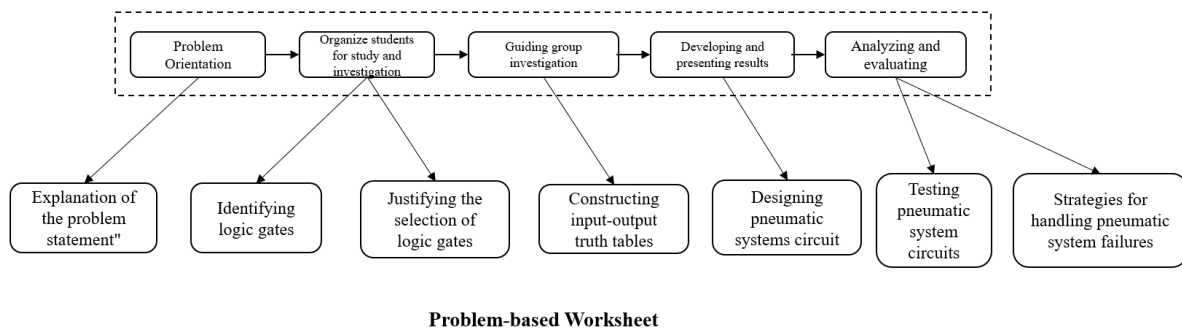 Problem
Orientation
Organize students
for study and
investigation
Guiding group
investigation
Developing and
presenting results
Analyzing and
evaluating
Explanation of
the problem
statement"
Identifying
logic gates
Justifying the
selection of
logic gates
Constructing
input-output
truth tables
Designing
pneumatic
systems circuit
Testing
pneumatic
system
circuits
Strategies for
handling pneumatic
system failures
Problem-based Worksheet